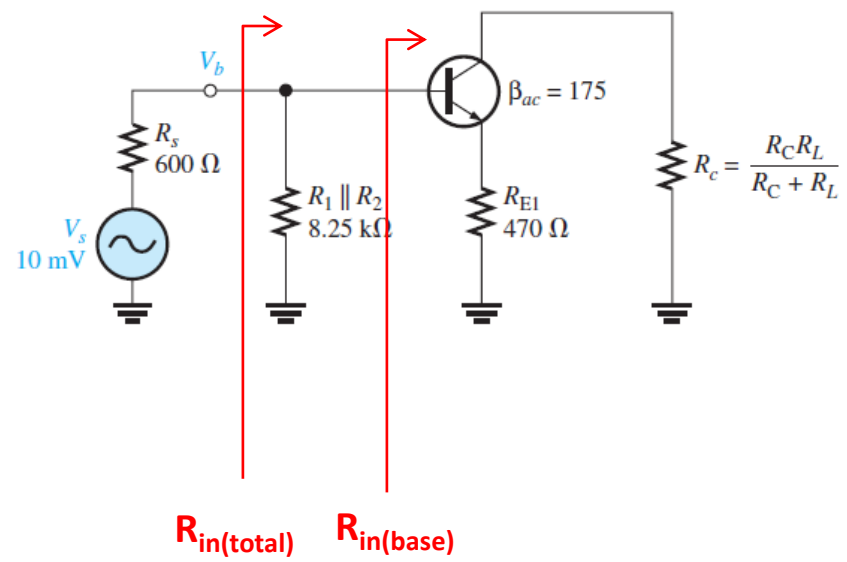 V_b
β_ac = 175
R_s
600 Ω
R_1 || R_2
8.25 kΩ
R_E1
470 Ω
R_c = R_C R_L / R_C + R_L
V_s
10 mV
R_in(total)
R_in(base)